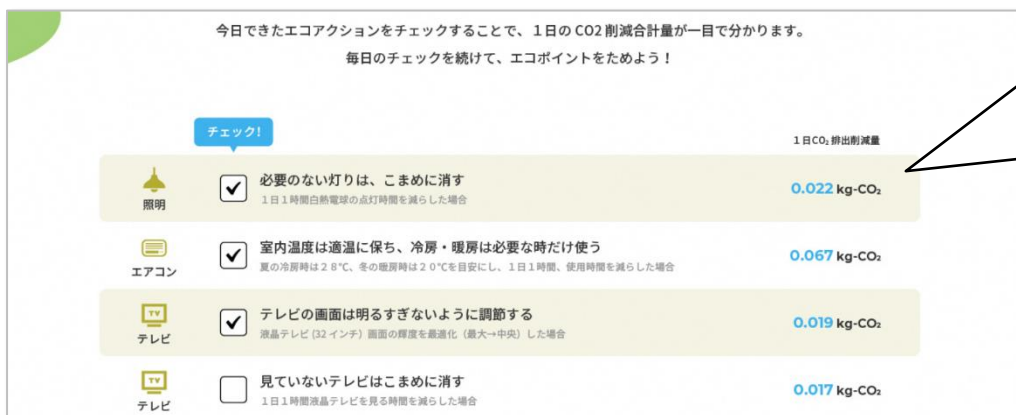 今日できたエコアクションをチェックすることで、１日の CO2 削減合計量が一目で分かります。
毎日のチェックを続けて、エコポイントをためよう！
チェック!
１日CO₂ 排出削減量
照明
必要のない灯りは、こまめに消す
１日１時間白熱電球の点灯時間を減らした場合
0.022 kg-CO₂
エアコン
室内温度は適温に保ち、冷房・暖房は必要な時だけ使う
夏の冷房時は２８℃、冬の暖房時は２０℃を目安にし、１日１時間、使用時間を減らした場合
0.067 kg-CO₂
TV
テレビ
テレビの画面は明るすぎないように調節する
液晶テレビ (32 インチ）画面の輝度を最適化（最大→中央）した場合
0.019 kg-CO₂
TV
テレビ
見ていないテレビはこまめに消す
１日１時間液晶テレビを見る時間を減らした場合
0.017 kg-CO₂